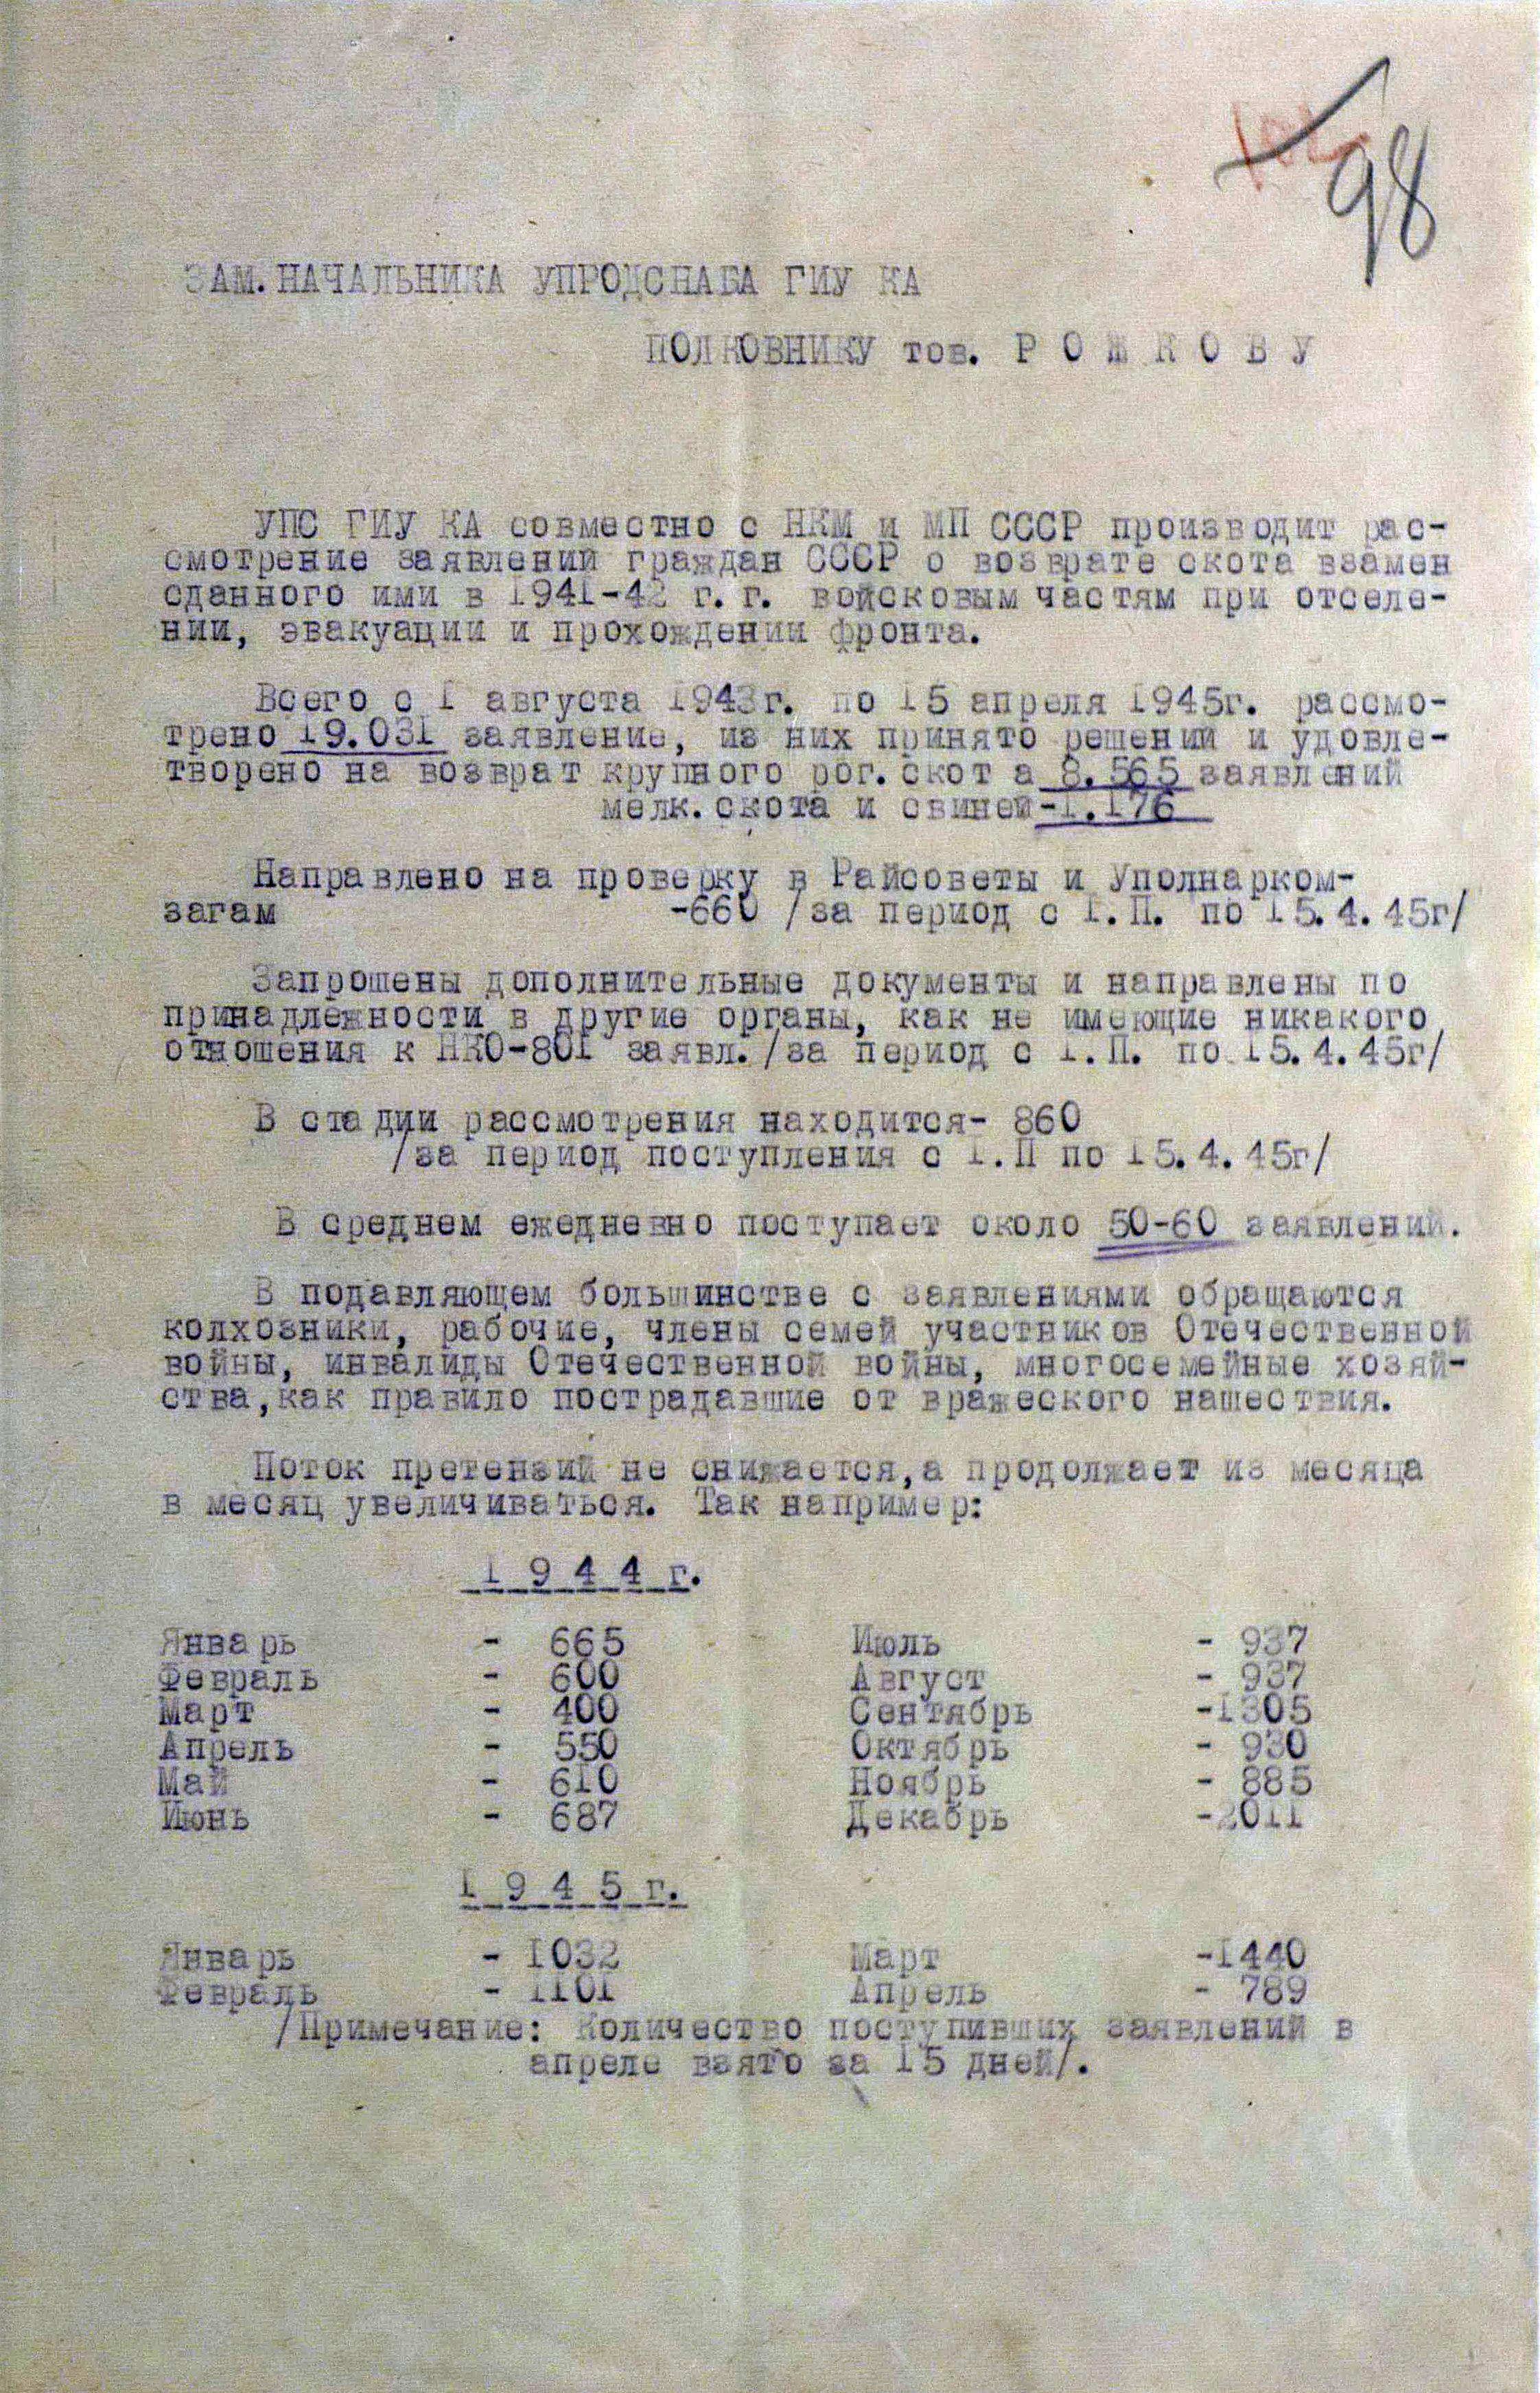 98
ЗАМ. НАЧАЛЬНИКА УПРОДСНАБА ГИУ КА
ПОЛКОВНИКУ тов. Р О Ж К О В У
УПС ГИУ КА совместно с НКМ и МП СССР производит рас-
смотрение заявлений граждан СССР о возврате скота взамен
сданного ими в 1941-42 г.г. войсковым частям при отселе-
нии, эвакуации и прохождении фронта.
Всего с I августа 1943г. по 15 апреля 1945г. рассмо-
трено 19.031 заявление, из них принято решений и удовле-
творено на возврат крупного рог. скота 8.565 заявлений
мелк. скота и свиней-1.176
Направлено на проверку в Райсоветы и Уполнарком-
загам -660 /за период с I.II. по 15.4.45г/
Запрошены дополнительные документы и направлены по
принадлежности в другие органы, как не имеющие никакого
отношения к НКО-801 заявл./за период с I.II. по 15.4.45г/
В стадии рассмотрения находится- 860
/за период поступления с I.II по 15.4.45г/
В среднем ежедневно поступает около 50-60 заявлений.
В подавляющем большинстве с заявлениями обращаются
колхозники, рабочие, члены семей участников Отечественной
войны, инвалиды Отечественной войны, многосемейные хозяй-
ства,как правило пострадавшие от вражеского нашествия.
Поток претензий не снижается,а продолжает из месяца
в месяц увеличиваться. Так например:
1 9 4 4 г.
Январь - 665 Июль - 937
Февраль - 600 Август - 937
Март - 400 Сентябрь -1305
Апрель - 550 Октябрь - 930
Май - 610 Ноябрь - 885
Июнь - 687 Декабрь -2011
1 9 4 5 г.
Январь - 1032 Март -1440
Февраль - 1101 Апрель - 789
/Примечание: Количество поступивших заявлений в
апреле взято за 15 дней/.